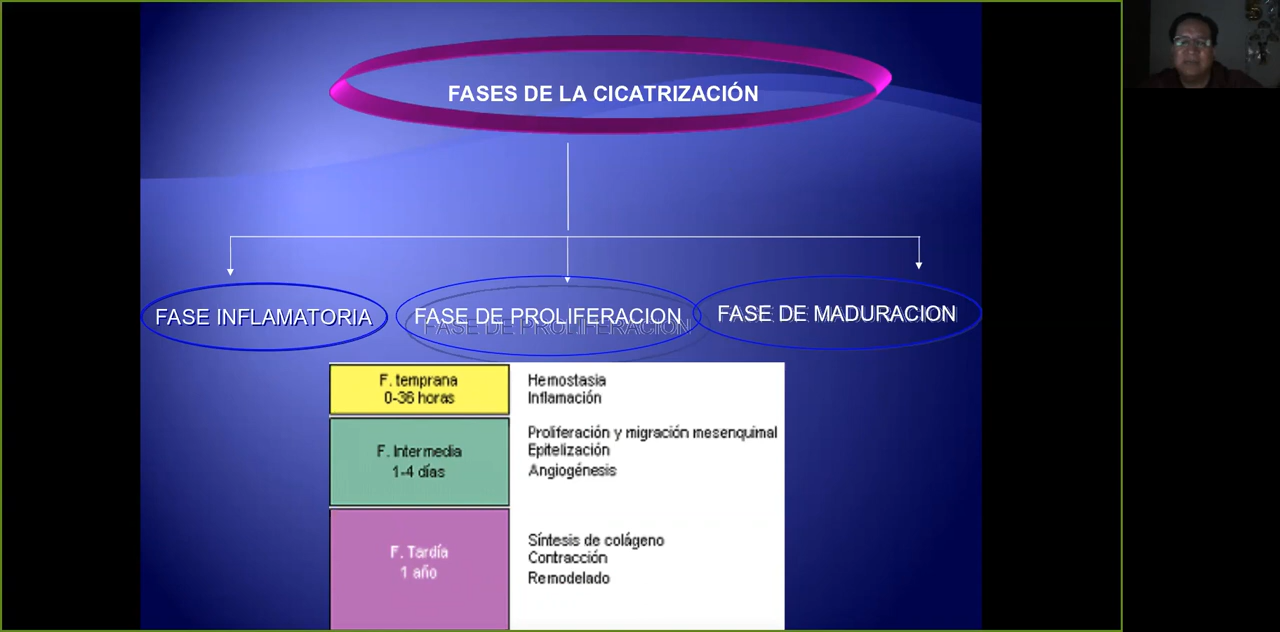 FASES DE LA CICATRIZACIÓN
FASE INFLAMATORIA
FASE DE PROLIFERACION
FASE DE MADURACION
F. temprana
0-36 horas
Hemostasia
Inflamación
F. Intermedia
1-4 días
Proliferación y migración mesenquimal
Epitelización
Angiogénesis
F. Tardía
1 año
Síntesis de colágeno
Contracción
Remodelado